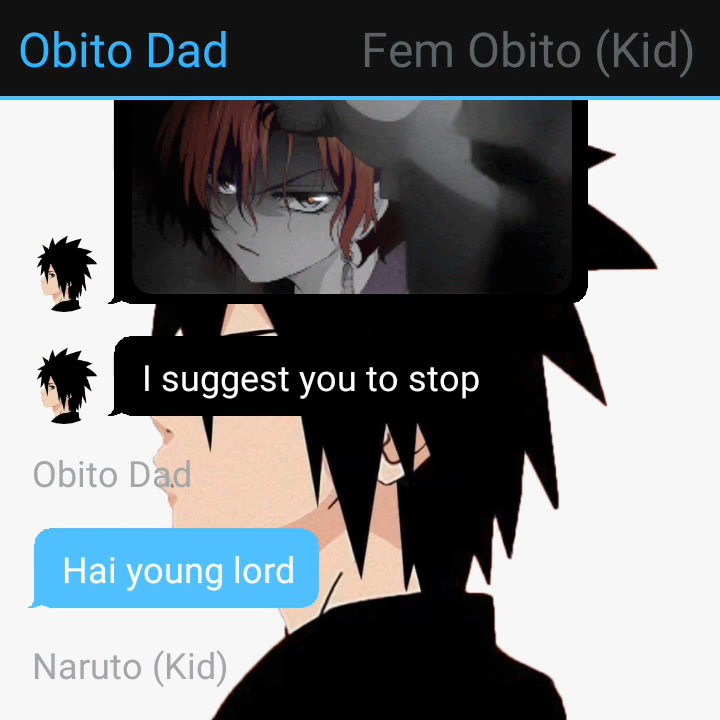 Obito Dad
Fem Obito (Kid)
I suggest you to stop
Obito Dad
Hai young lord
Naruto (Kid)